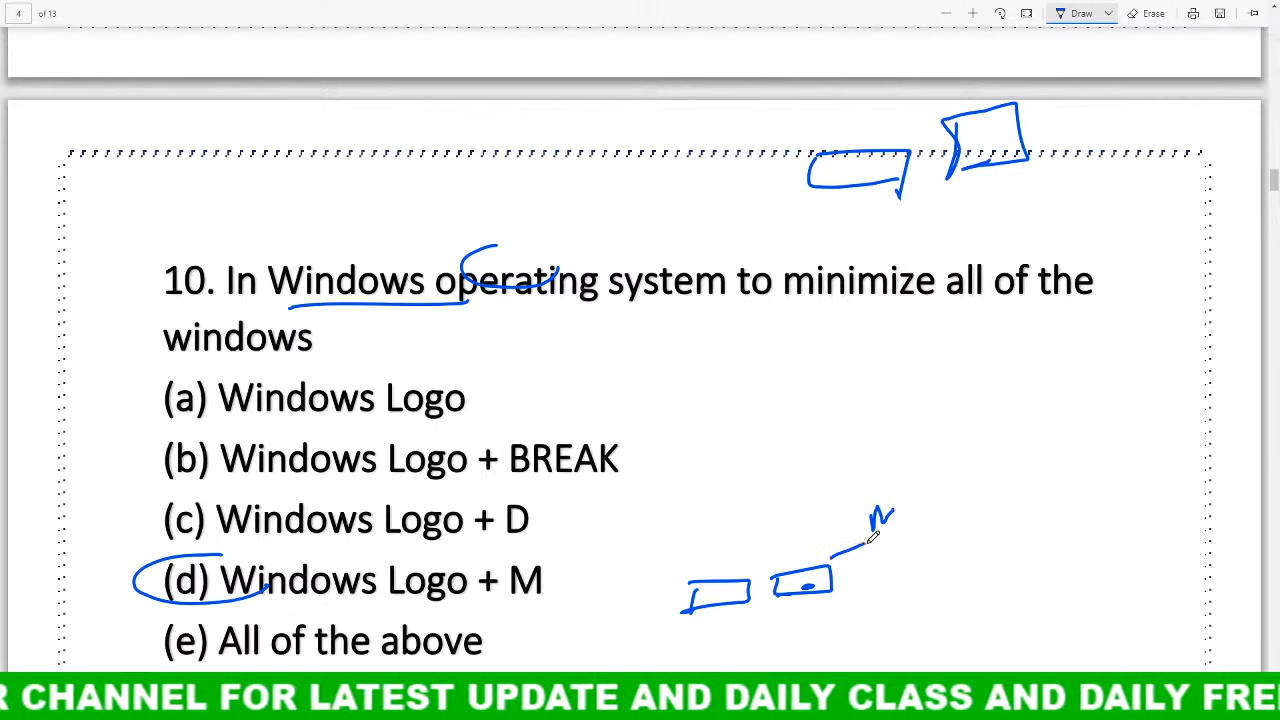 4 of 13 Draw Erase
10. In Windows operating system to minimize all of the
windows
(a) Windows Logo
(b) Windows Logo + BREAK
(c) Windows Logo + D
(d) Windows Logo + M
(e) All of the above
R CHANNEL FOR LATEST UPDATE AND DAILY CLASS AND DAILY FREE